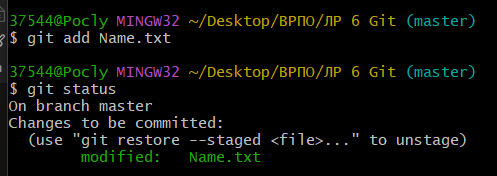 37544@Pocly MINGW32 ~/Desktop/ВРПО/ЛР 6 Git (master)
$ git add Name.txt
37544@Pocly MINGW32 ~/Desktop/ВРПО/ЛР 6 Git (master)
$ git status
On branch master
Changes to be committed:
  (use "git restore --staged <file>..." to unstage)
        modified:   Name.txt